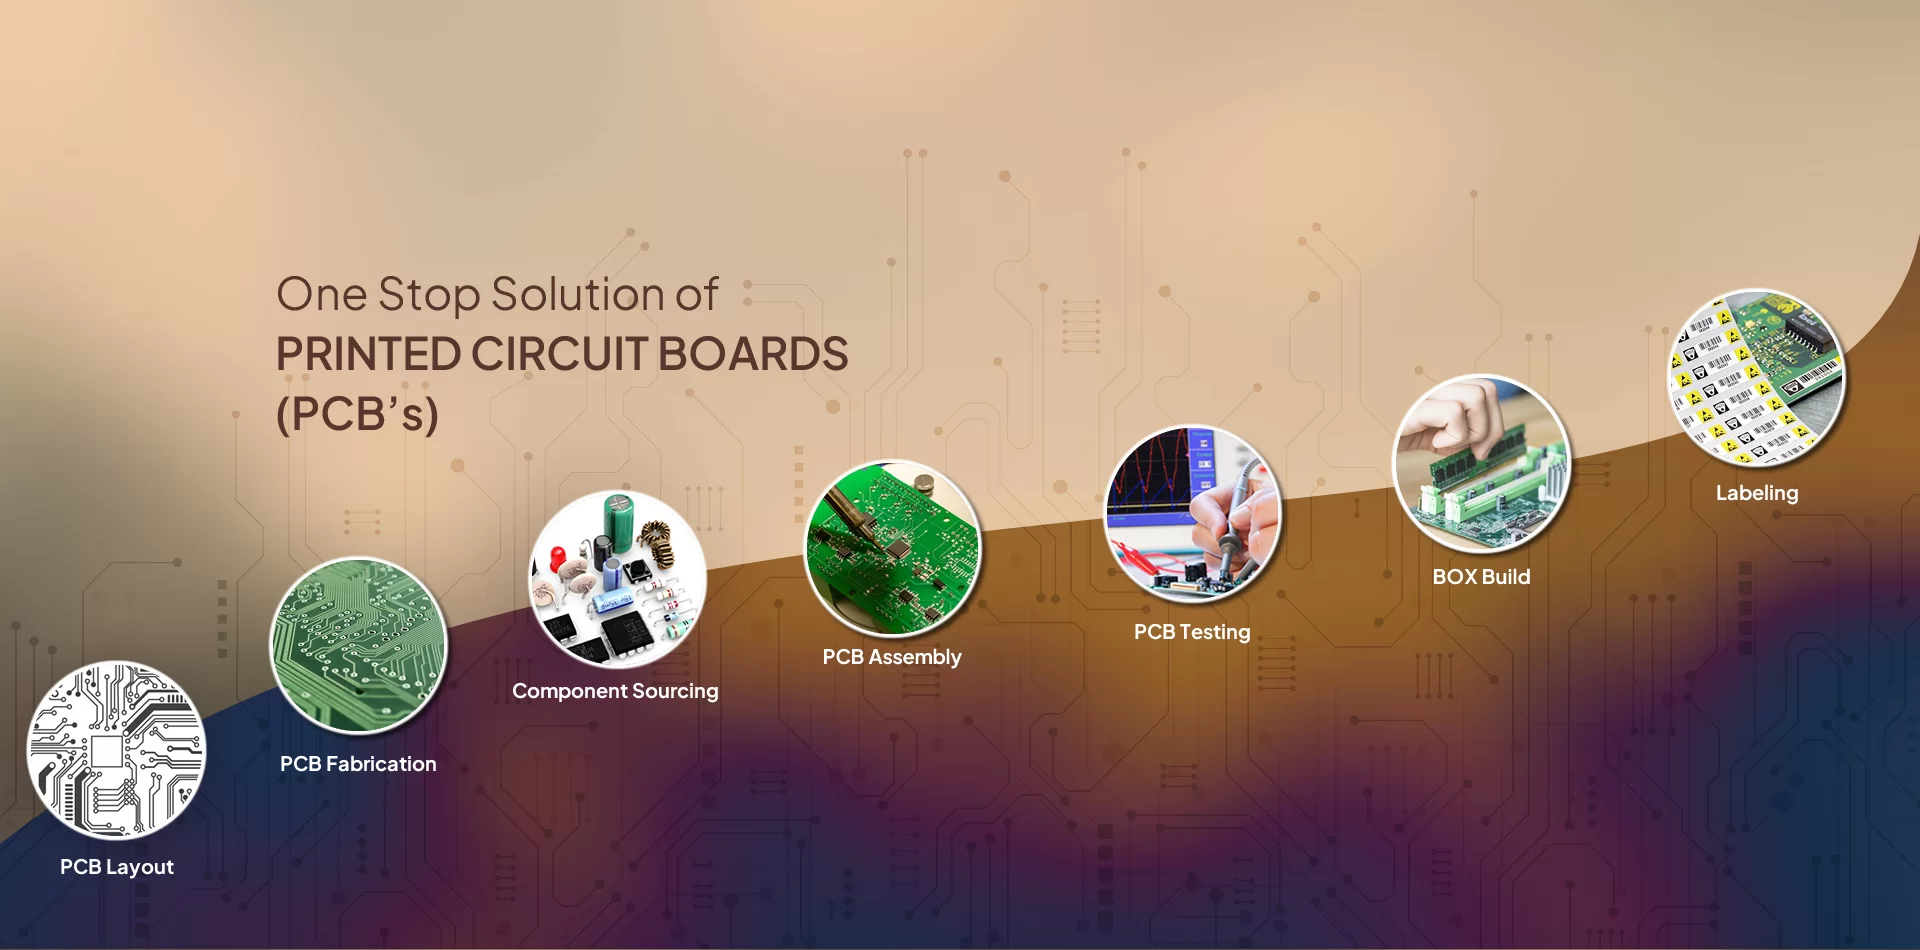 One Stop Solution of
PRINTED CIRCUIT BOARDS
(PCB’s)
PCB Layout
PCB Fabrication
Component Sourcing
PCB Assembly
PCB Testing
BOX Build
Labeling